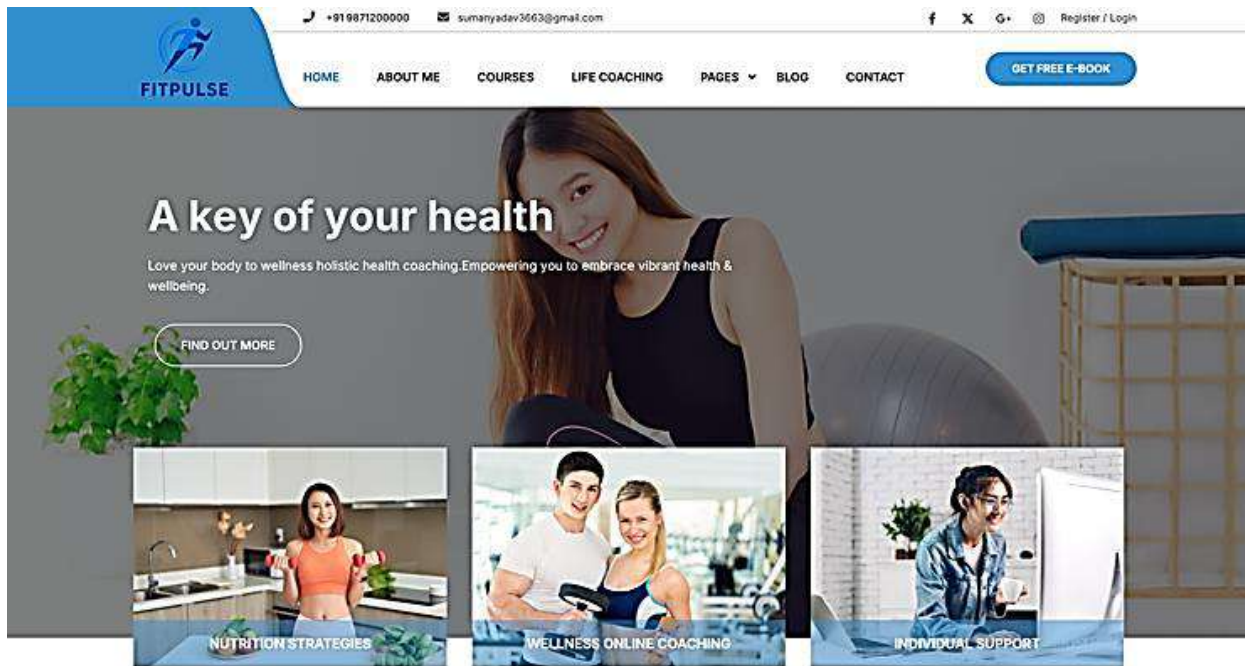 +919871200000 sumanyadav3663@gmail.com G+ Register / Login
FITPULSE
HOME ABOUT ME COURSES LIFE COACHING PAGES BLOG CONTACT GET FREE E-BOOK
A key of your health
Love your body to wellness holistic health coaching.Empowering you to embrace vibrant health &
wellbeing.
FIND OUT MORE
NUTRITION STRATEGIES WELLNESS ONLINE COACHING INDIVIDUAL SUPPORT